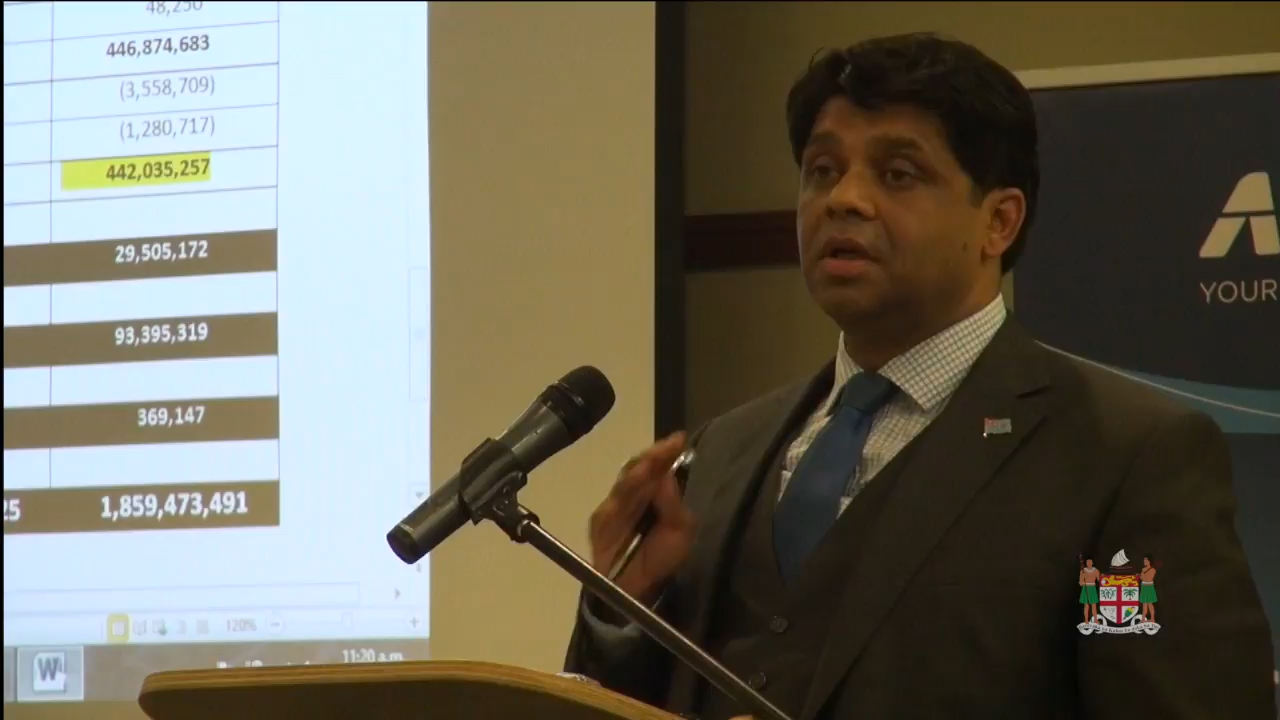 48,250
446,874,683
(3,558,709)
(1,280,717)
442,035,257
29,505,172
93,395,319
369,147
25 1,859,473,491
120%
W
11:20 a.m.
A
YOUR